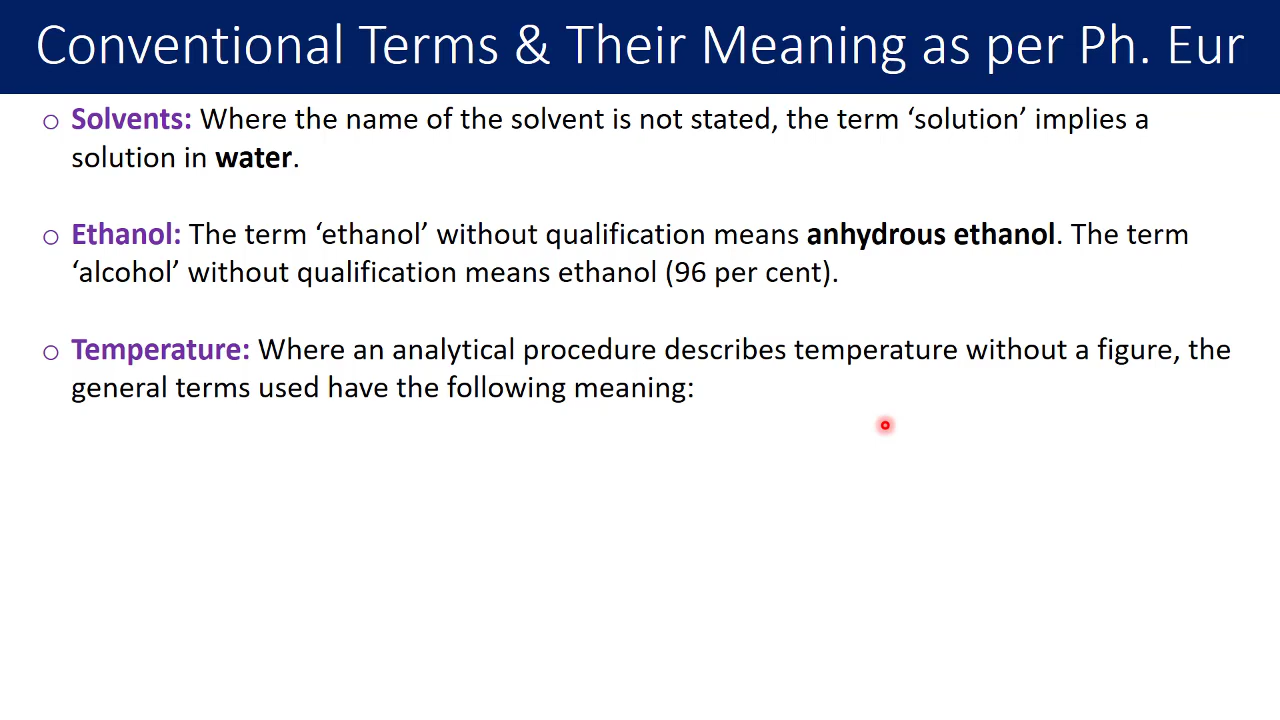 Conventional Terms & Their Meaning as per Ph. Eur
o Solvents: Where the name of the solvent is not stated, the term ‘solution’ implies a
solution in water.
o Ethanol: The term ‘ethanol’ without qualification means anhydrous ethanol. The term
‘alcohol’ without qualification means ethanol (96 per cent).
o Temperature: Where an analytical procedure describes temperature without a figure, the
general terms used have the following meaning: